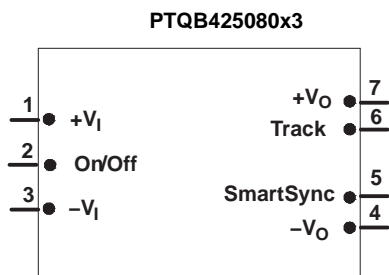 PTQB425080x3
1
+VI
2
On/Off
3
−VI
7
+VO
6
Track
5
SmartSync
4
−VO